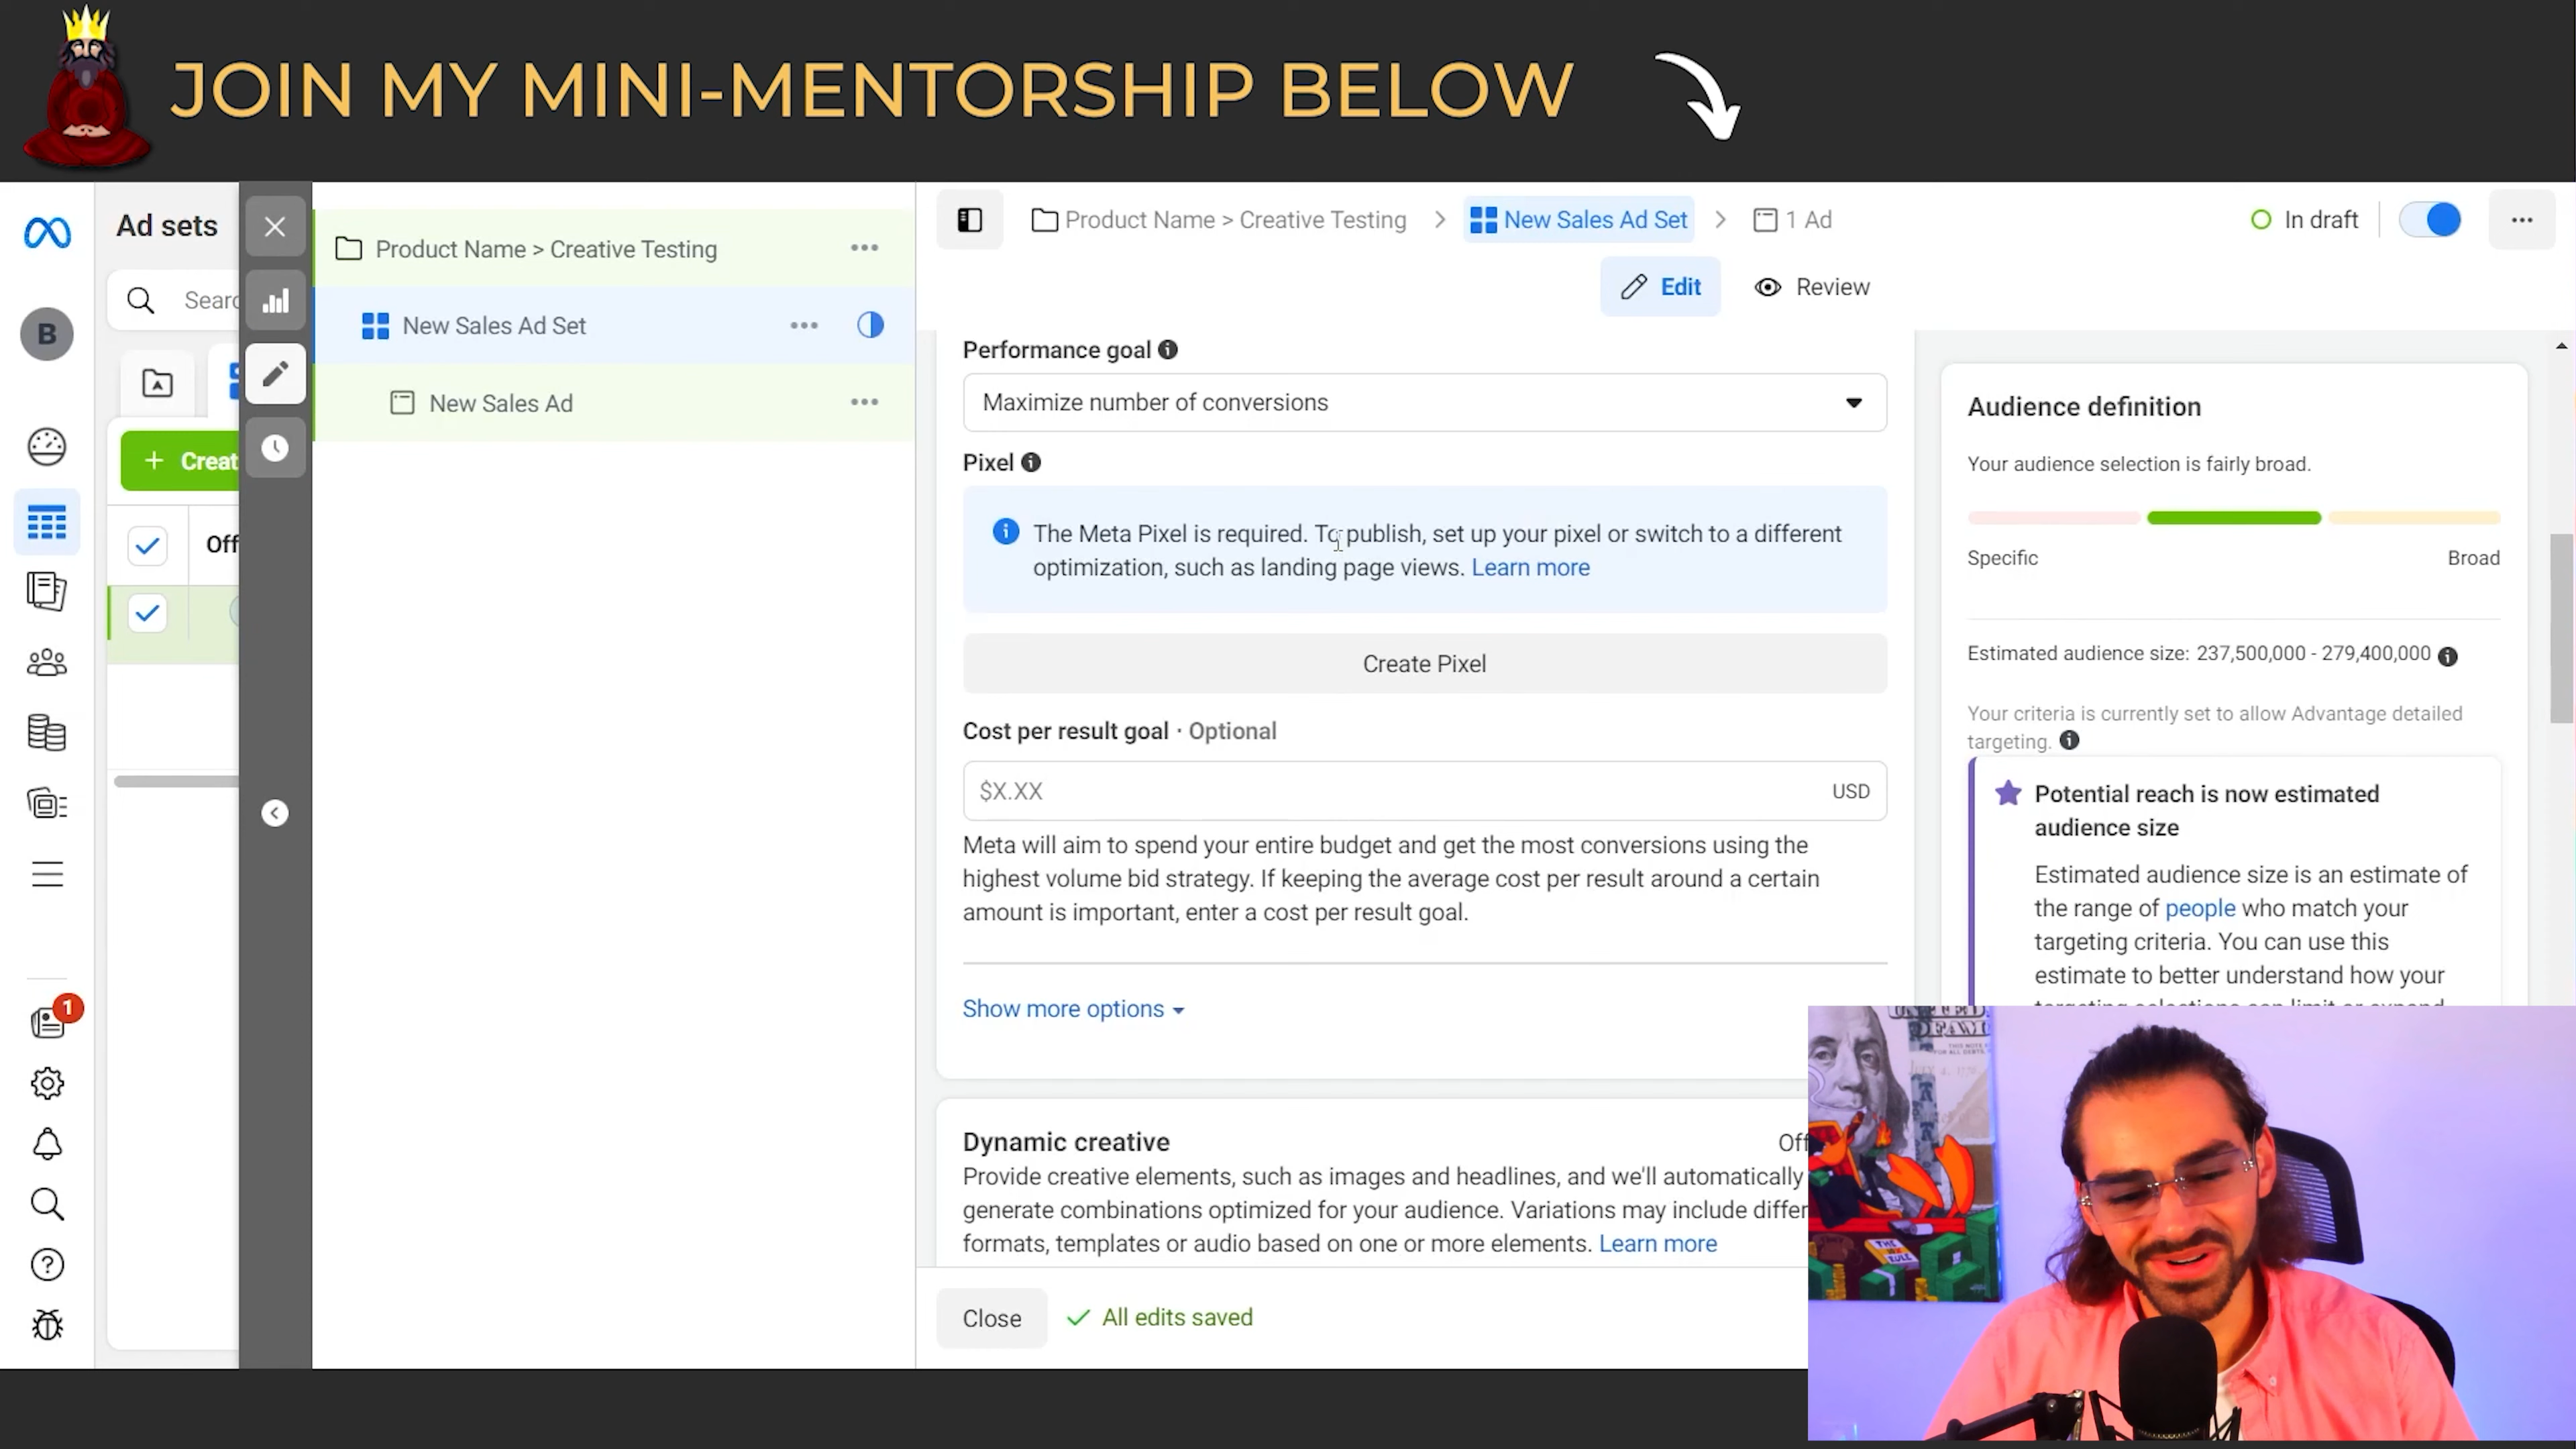 JOIN MY MINI-MENTORSHIP BELOW
Ad sets
Product Name > Creative Testing
New Sales Ad Set
New Sales Ad
Product Name > Creative Testing
New Sales Ad Set
1 Ad
In draft
Edit
Review
B
Off
1
Performance goal
Maximize number of conversions
Pixel
The Meta Pixel is required. To publish, set up your pixel or switch to a different
optimization, such as landing page views. Learn more
Create Pixel
Cost per result goal · Optional
$X.XX
USD
Meta will aim to spend your entire budget and get the most conversions using the
highest volume bid strategy. If keeping the average cost per result around a certain
amount is important, enter a cost per result goal.
Show more options
Dynamic creative
Off
Provide creative elements, such as images and headlines, and we'll automatically
generate combinations optimized for your audience. Variations may include
formats, templates or audio based on one or more elements. Learn more
Close
All edits saved
Audience definition
Your audience selection is fairly broad.
Specific
Broad
Estimated audience size: 237,500,000 - 279,400,000
Your criteria is currently set to allow Advantage detailed
targeting.
Potential reach is now estimated
audience size
Estimated audience size is an estimate of
the range of people who match your
targeting criteria. You can use this
estimate to better understand how your